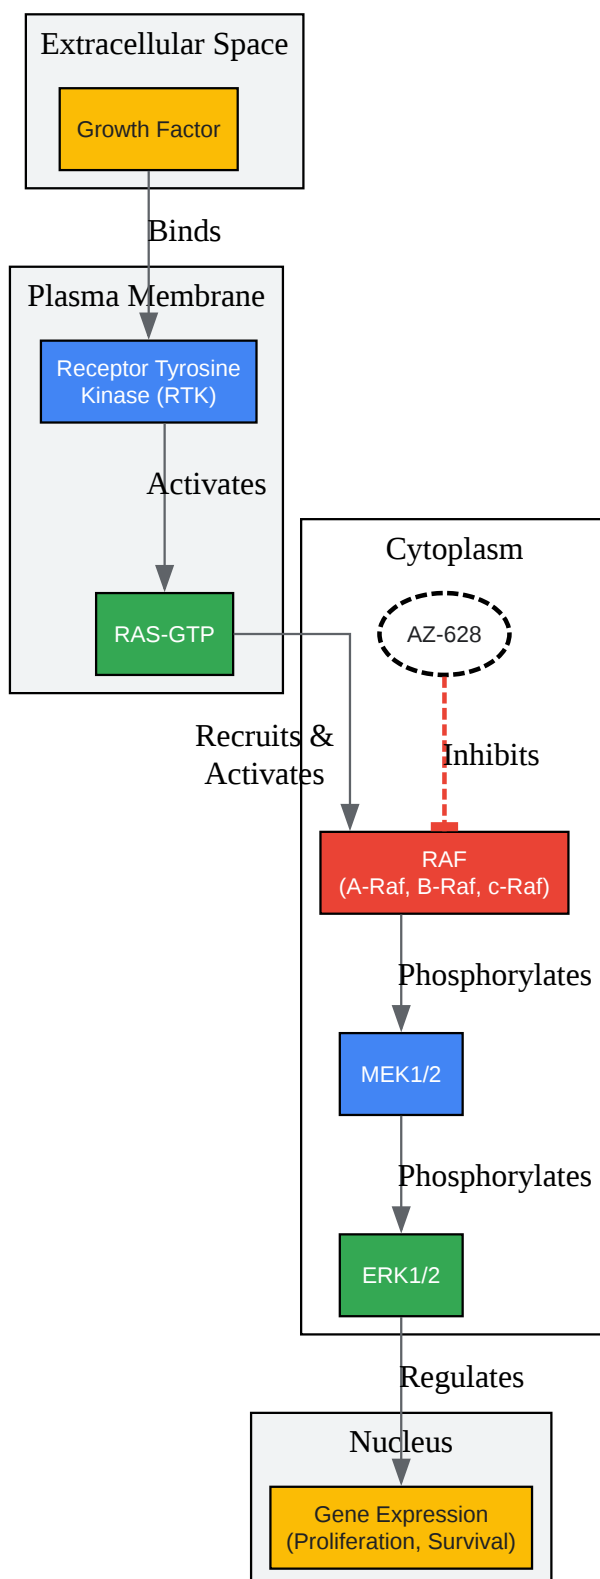 Extracellular Space
Growth Factor
Binds
Plasma Membrane
Receptor Tyrosine
Kinase (RTK)
Activates
Cytoplasm
AZ-628
RAS-GTP
Recruits &
Activates
Inhibits
RAF
(A-Raf, B-Raf, c-Raf)
Phosphorylates
MEK1/2
Phosphorylates
ERK1/2
Regulates
Nucleus
Gene Expression
(Proliferation, Survival)